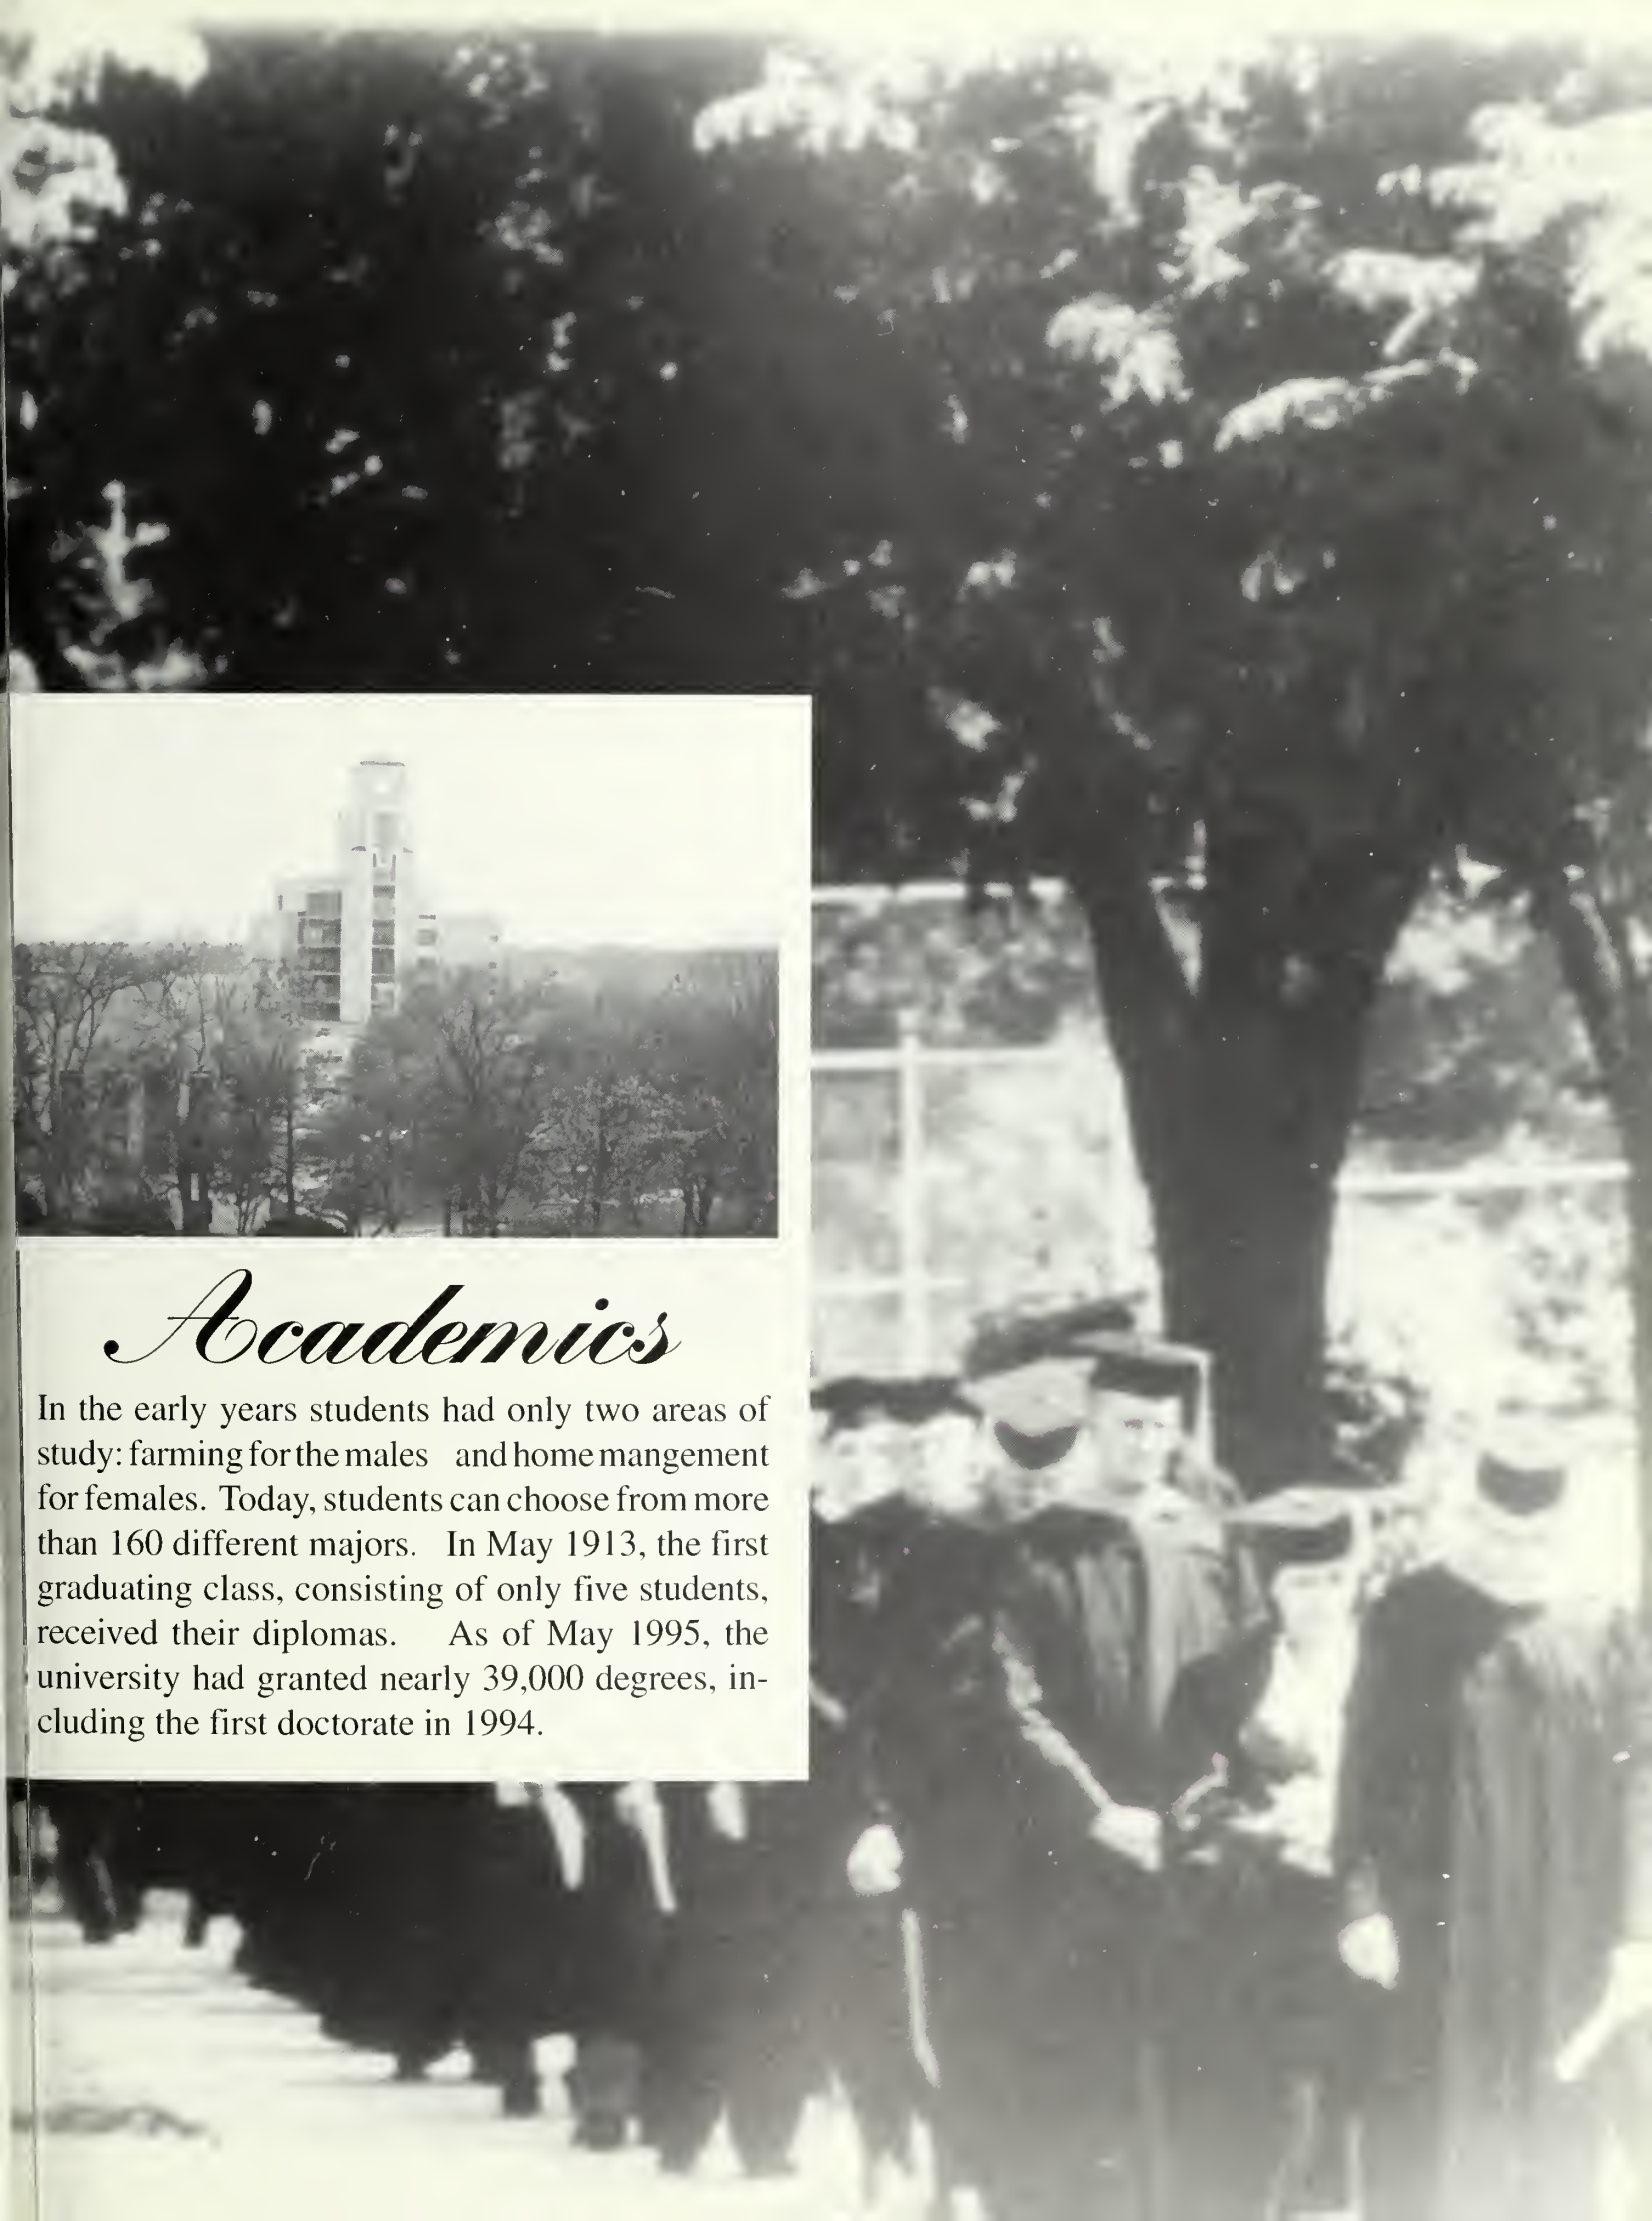 Academics
In the early years students had only two areas of
study: farming for the males and home mangement
for females. Today, students can choose from more
than 160 different majors. In May 1913, the first
graduating class, consisting of only five students,
received their diplomas. As of May 1995, the
university had granted nearly 39,000 degrees, in-
cluding the first doctorate in 1994.